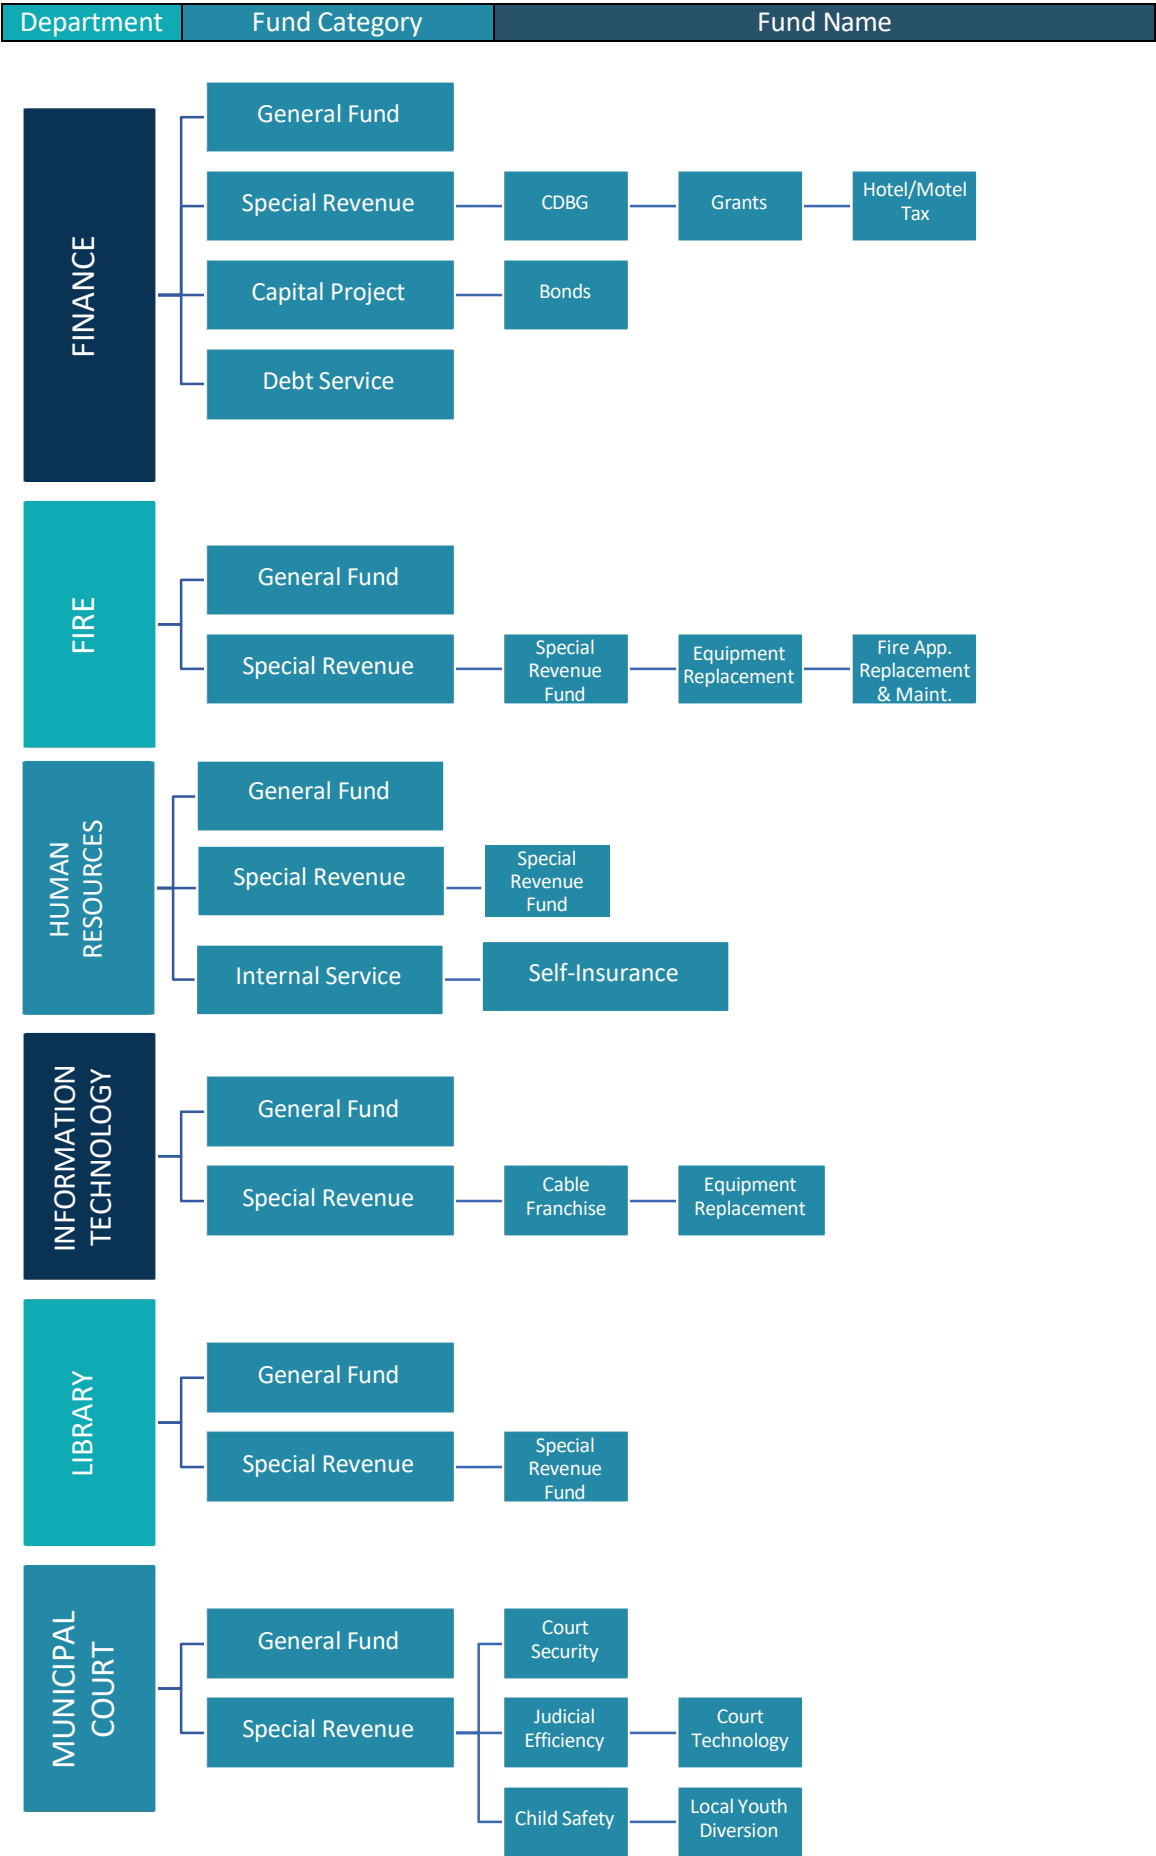 Department Fund Category Fund Name
FINANCE
General Fund
Special Revenue
CDBG
Grants
Hotel/Motel
Tax
Capital Project
Bonds
Debt Service
FIRE
General Fund
Special Revenue
Special
Revenue
Fund
Equipment
Replacement
Fire App.
Replacement
& Maint.
HUMAN
RESOURCES
General Fund
Special Revenue
Special
Revenue
Fund
Internal Service
Self-Insurance
INFORMATION
TECHNOLOGY
General Fund
Special Revenue
Cable
Franchise
Equipment
Replacement
LIBRARY
General Fund
Special Revenue
Special
Revenue
Fund
MUNICIPAL
COURT
General Fund
Special Revenue
Court
Security
Judicial
Efficiency
Court
Technology
Child Safety
Local Youth
Diversion